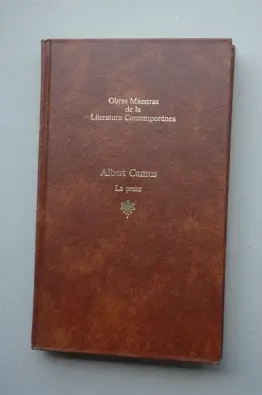 Obras Maestras
de la
Literatura Contemporánea
Albert Camus
La peste